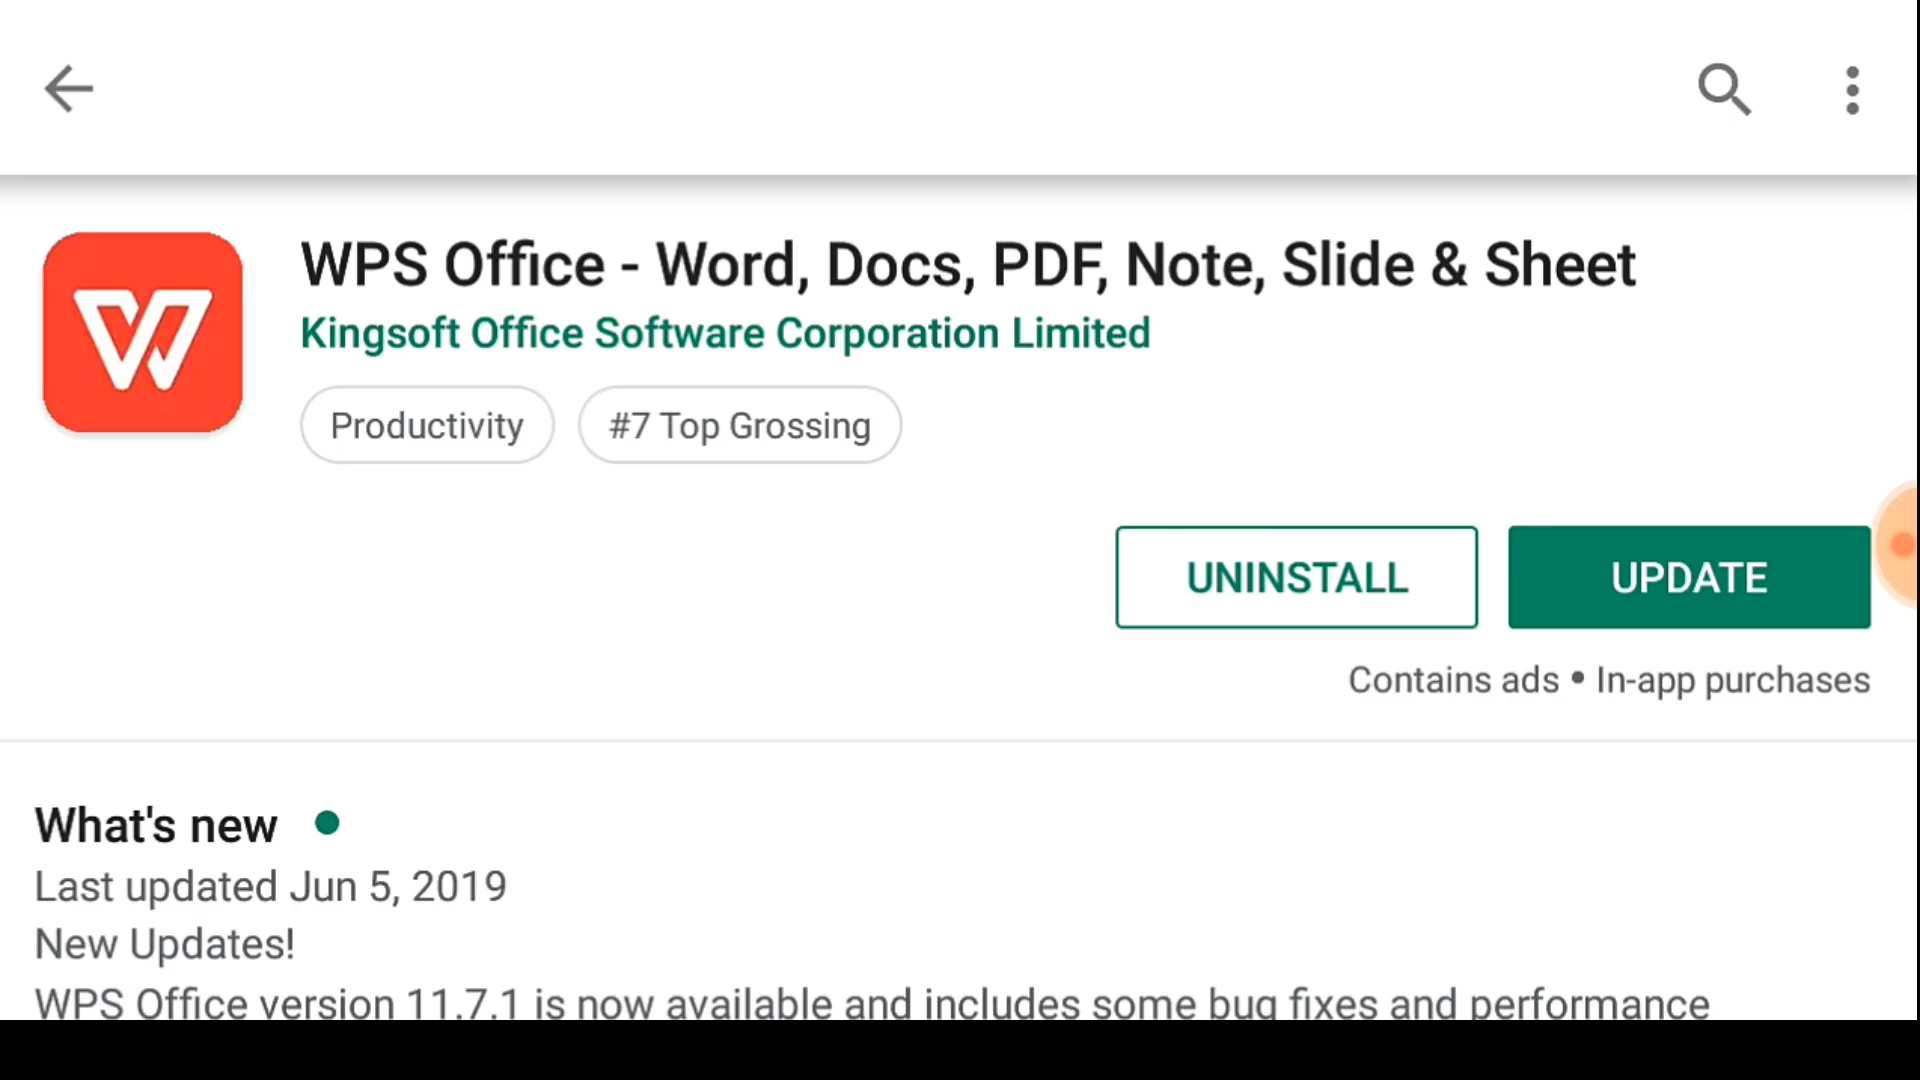 WPS Office - Word, Docs, PDF, Note, Slide & Sheet
Kingsoft Office Software Corporation Limited
Productivity
#7 Top Grossing
UNINSTALL
UPDATE
Contains ads • In-app purchases
What's new
Last updated Jun 5, 2019
New Updates!
WPS Office version 11.7.1 is now available and includes some bug fixes and performance